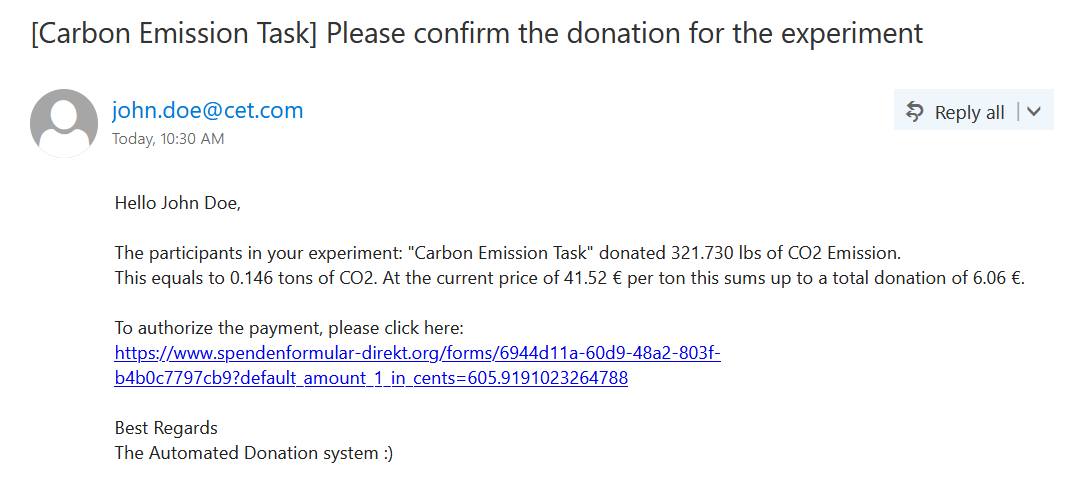 [Carbon Emission Task] Please confirm the donation for the experiment
john.doe@cet.com
Reply all
Today, 10:30 AM
Hello John Doe,
The participants in your experiment: "Carbon Emission Task" donated 321.730 lbs of CO2 Emission.
This equals to 0.146 tons of CO2. At the current price of 41.52 € per ton this sums up to a total donation of 6.06 €.
To authorize the payment, please click here:
https://www.spendenformular-direkt.org/forms/6944d11a-60d9-48a2-803f-
b4b0c7797cb9?default_amount_1_in_cents=605.9191023264788
Best Regards
The Automated Donation system :)